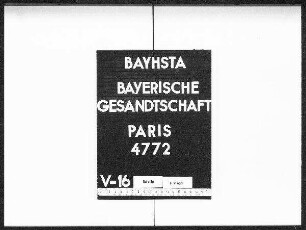 BAYHSTA
BAYERISCHE
GESANDTSCHAFT
PARIS
4772
V-16